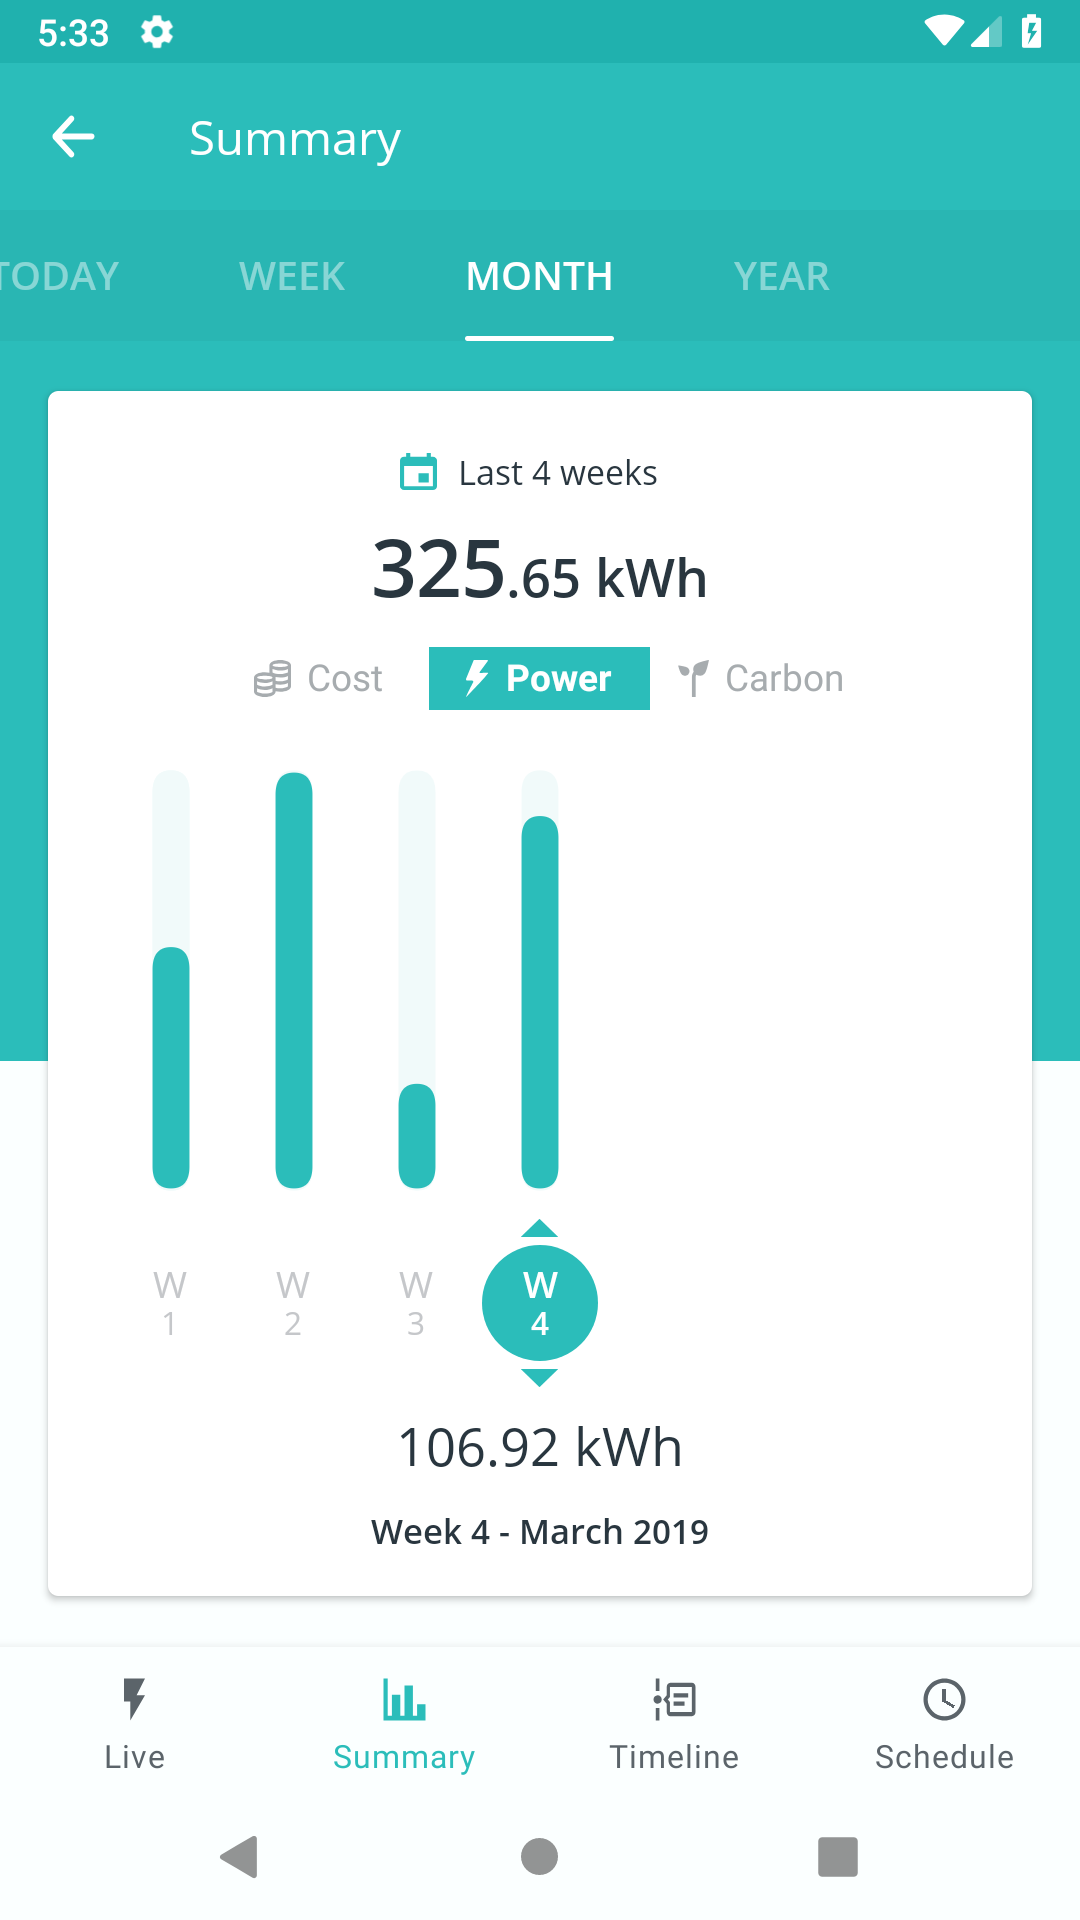 5:33
Summary
TODAY WEEK MONTH YEAR
Last 4 weeks
325.65 kWh
Cost Power Carbon
W W W W
1 2 3 4
106.92 kWh
Week 4 - March 2019
Live Summary Timeline Schedule